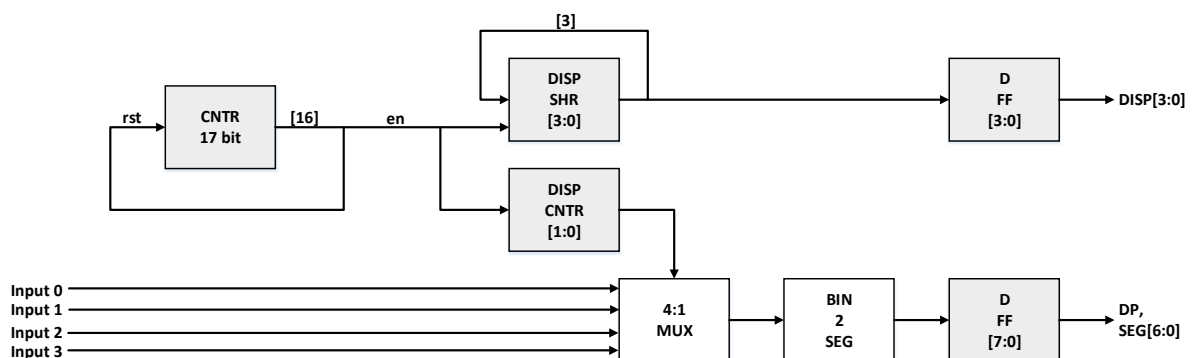 [3]
DISP
SHR
[3:0]
D
FF
[3:0]
DISP[3:0]
rst
CNTR
17 bit
[16]
en
DISP
CNTR
[1:0]
Input 0
Input 1
Input 2
Input 3
4:1
MUX
BIN
2
SEG
D
FF
[7:0]
DP,
SEG[6:0]